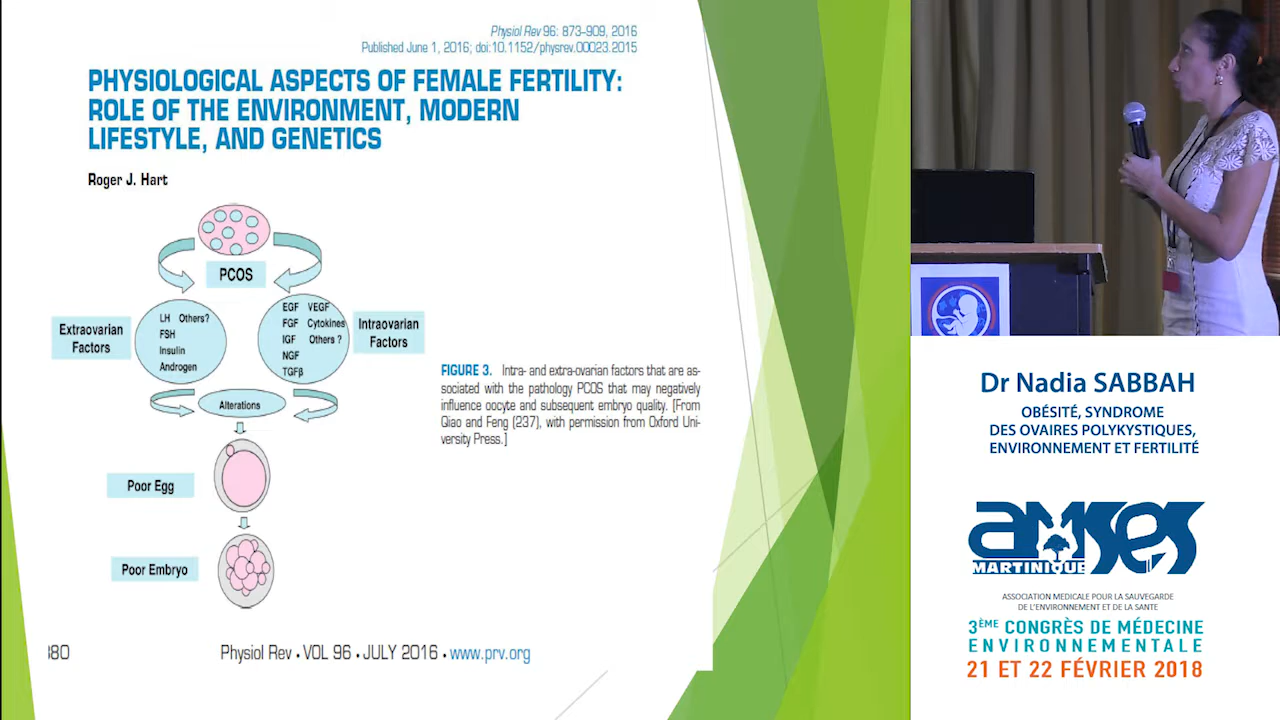 Physiol Rev 96: 873–909, 2016
Published June 1, 2016; doi:10.1152/physrev.00023.2015
PHYSIOLOGICAL ASPECTS OF FEMALE FERTILITY:
ROLE OF THE ENVIRONMENT, MODERN
LIFESTYLE, AND GENETICS
Roger J. Hart
PCOS
Extraovarian
Factors
LH Others?
FSH
Insulin
Androgen
EGF VEGF
FGF Cytokines
IGF Others ?
NGF
TGFβ
Intraovarian
Factors
Alterations
Poor Egg
Poor Embryo
FIGURE 3. Intra- and extra-ovarian factors that are as-
sociated with the pathology PCOS that may negatively
influence oocyte and subsequent embryo quality. [From
Qiao and Feng (237), with permission from Oxford Uni-
versity Press.]
880
Physiol Rev • VOL 96 • JULY 2016 • www.prv.org
Dr Nadia SABBAH
OBÉSITÉ, SYNDROME
DES OVAIRES POLYKYSTIQUES,
ENVIRONNEMENT ET FERTILITÉ
amses
MARTINIQUE
ASSOCIATION MEDICALE POUR LA SAUVEGARDE
DE L'ENVIRONNEMENT ET DE LA SANTE
3ÈME CONGRÈS DE MÉDECINE
ENVIRONNEMENTALE
21 ET 22 FÉVRIER 2018